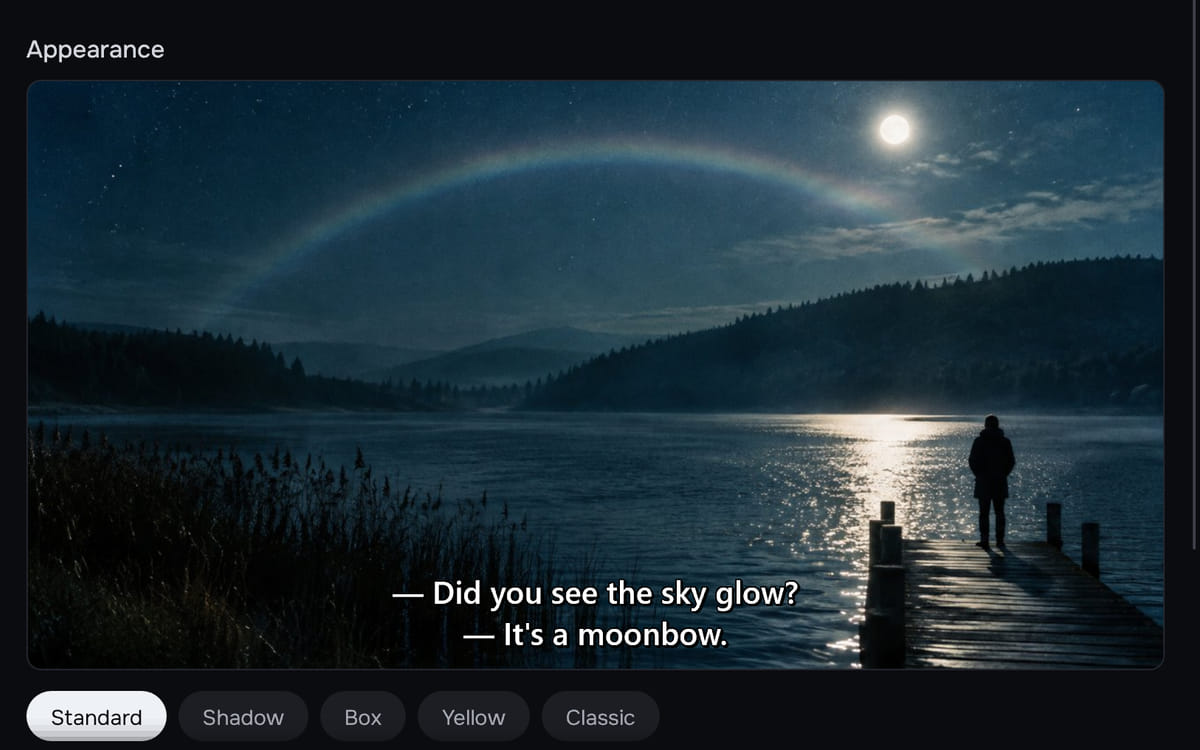 Appearance
— Did you see the sky glow?
— It's a moonbow.
Standard Shadow Box Yellow Classic